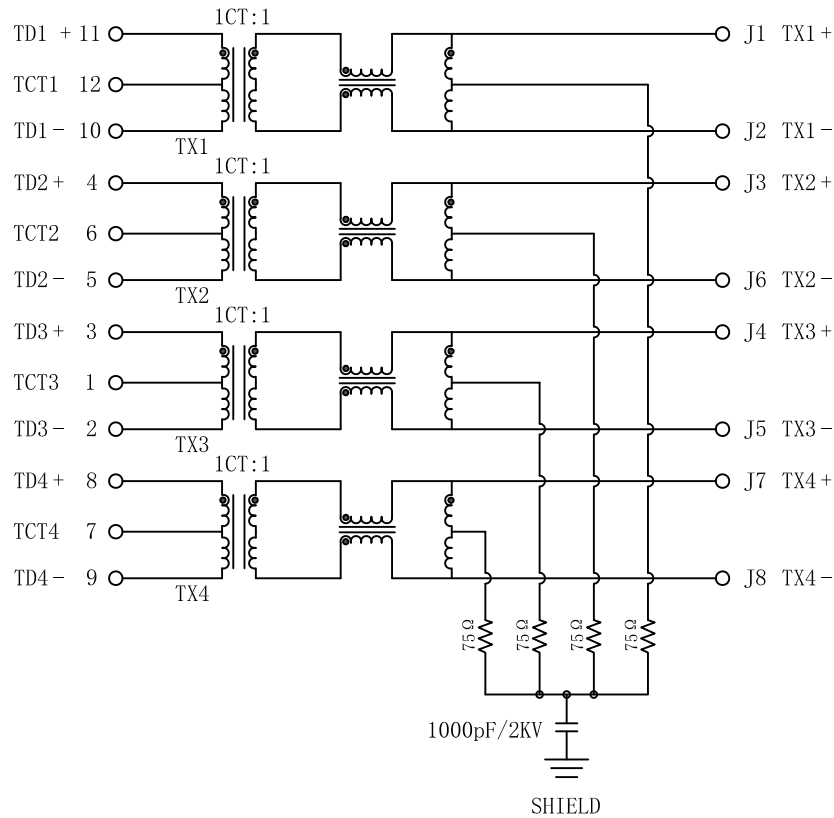 1CT:1
TD1 + 11 J1 TX1+
TCT1 12
TD1- 10 J2 TX1-
TX1
1CT:1
TD2+ 4 J3 TX2+
TCT2 6
TD2- 5 J6 TX2-
TX2
1CT:1
TD3+ 3 J4 TX3+
TCT3 1
TD3- 2 J5 TX3-
TX3
1CT:1
TD4+ 8 J7 TX4+
TCT4 7
TD4- 9 J8 TX4-
TX4
75Ω 75Ω 75Ω 75Ω
1000pF/2KV
SHIELD